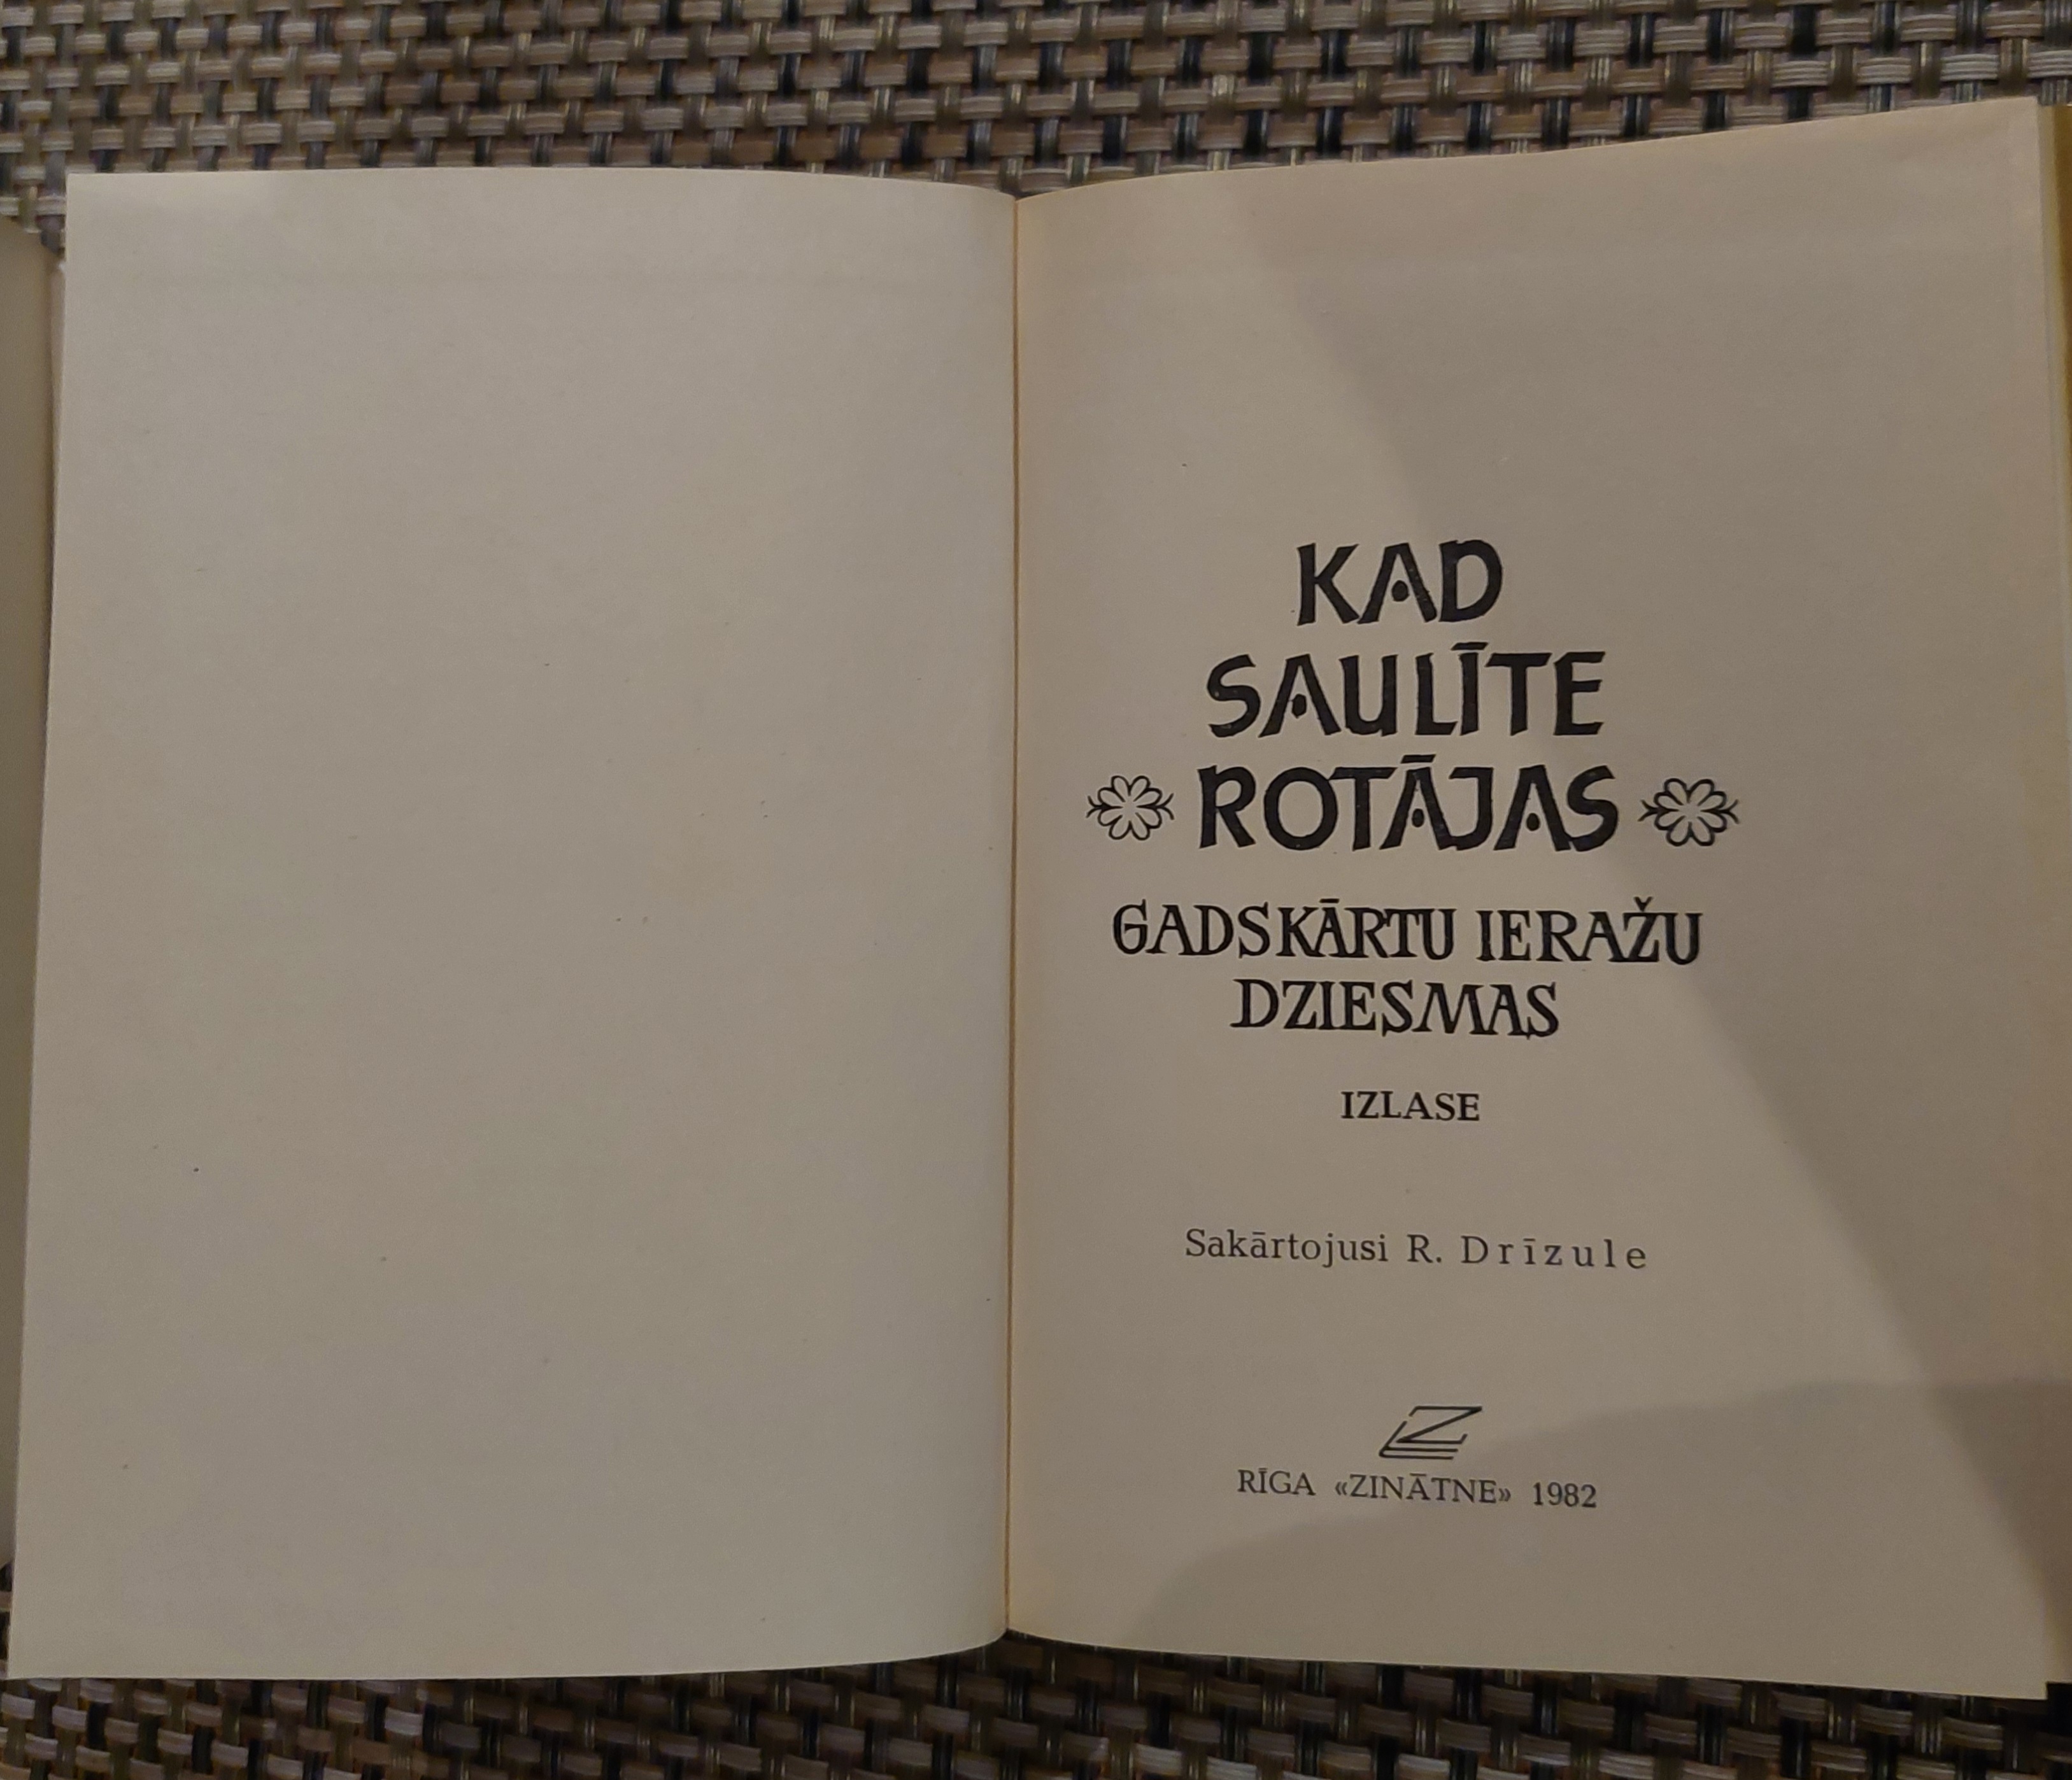 KAD
SAULĪTE
ROTĀJAS
GADSKĀRTU IERAŽU
DZIESMAS
IZLASE
Sakārtojusi R. Drīzule
Z
RĪGA «ZINĀTNE» 1982